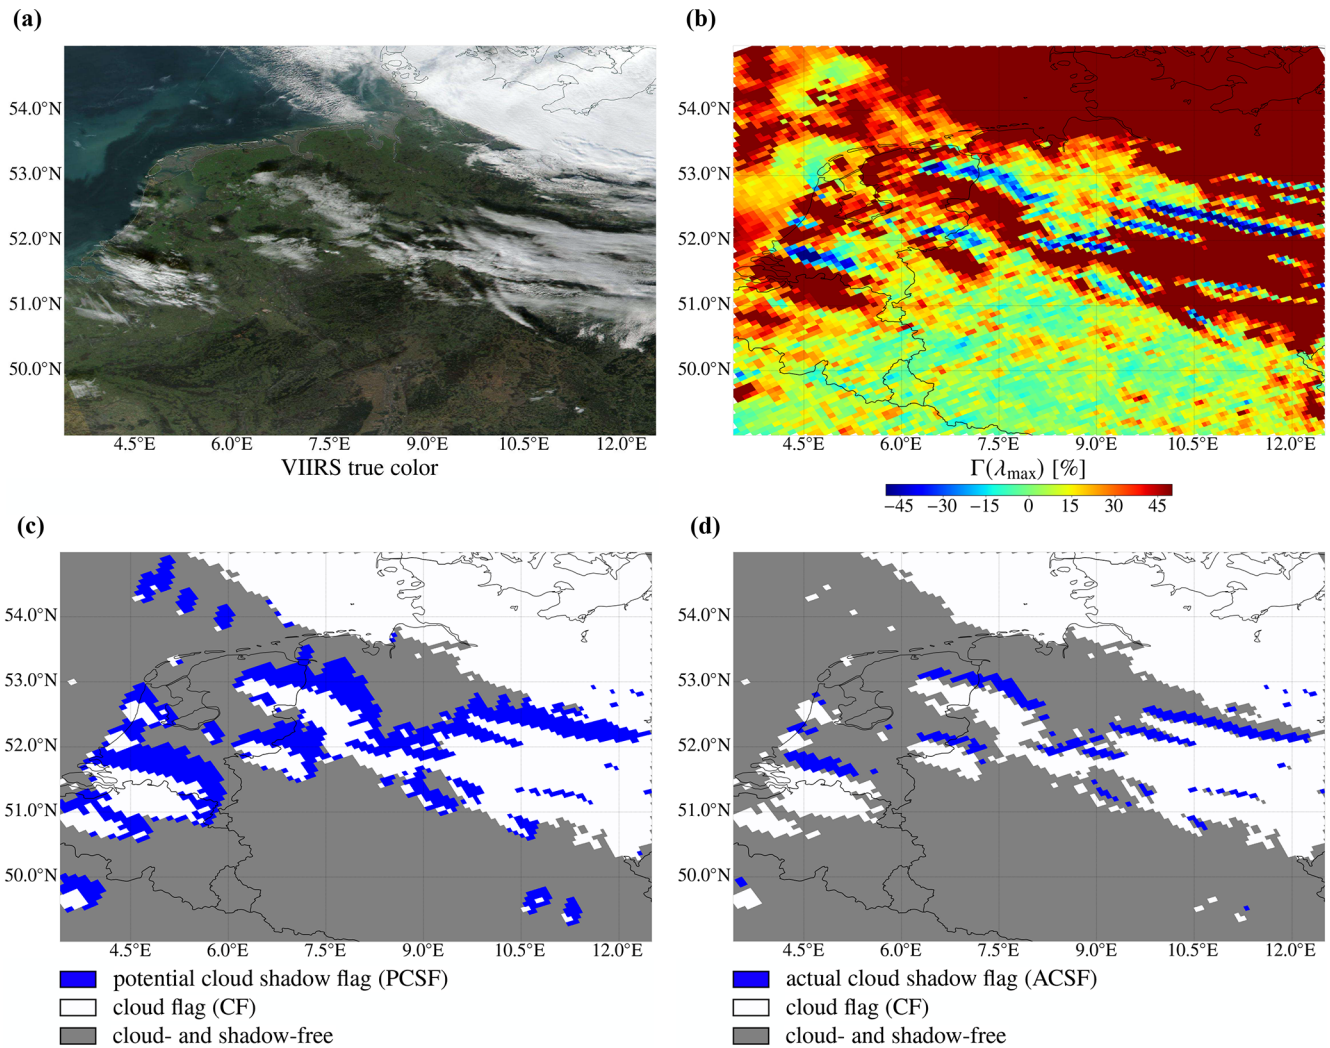 (a)
54.0°N
53.0°N
52.0°N
51.0°N
50.0°N
4.5°E 6.0°E 7.5°E 9.0°E 10.5°E 12.0°E
VIIRS true color
(b)
54.0°N
53.0°N
52.0°N
51.0°N
50.0°N
4.5°E 6.0°E 7.5°E 9.0°E 10.5°E 12.0°E
Γ(λmax) [%]
−45 −30 −15 0 15 30 45
(c)
54.0°N
53.0°N
52.0°N
51.0°N
50.0°N
4.5°E 6.0°E 7.5°E 9.0°E 10.5°E 12.0°E
potential cloud shadow flag (PCSF)
cloud flag (CF)
cloud- and shadow-free
(d)
54.0°N
53.0°N
52.0°N
51.0°N
50.0°N
4.5°E 6.0°E 7.5°E 9.0°E 10.5°E 12.0°E
actual cloud shadow flag (ACSF)
cloud flag (CF)
cloud- and shadow-free